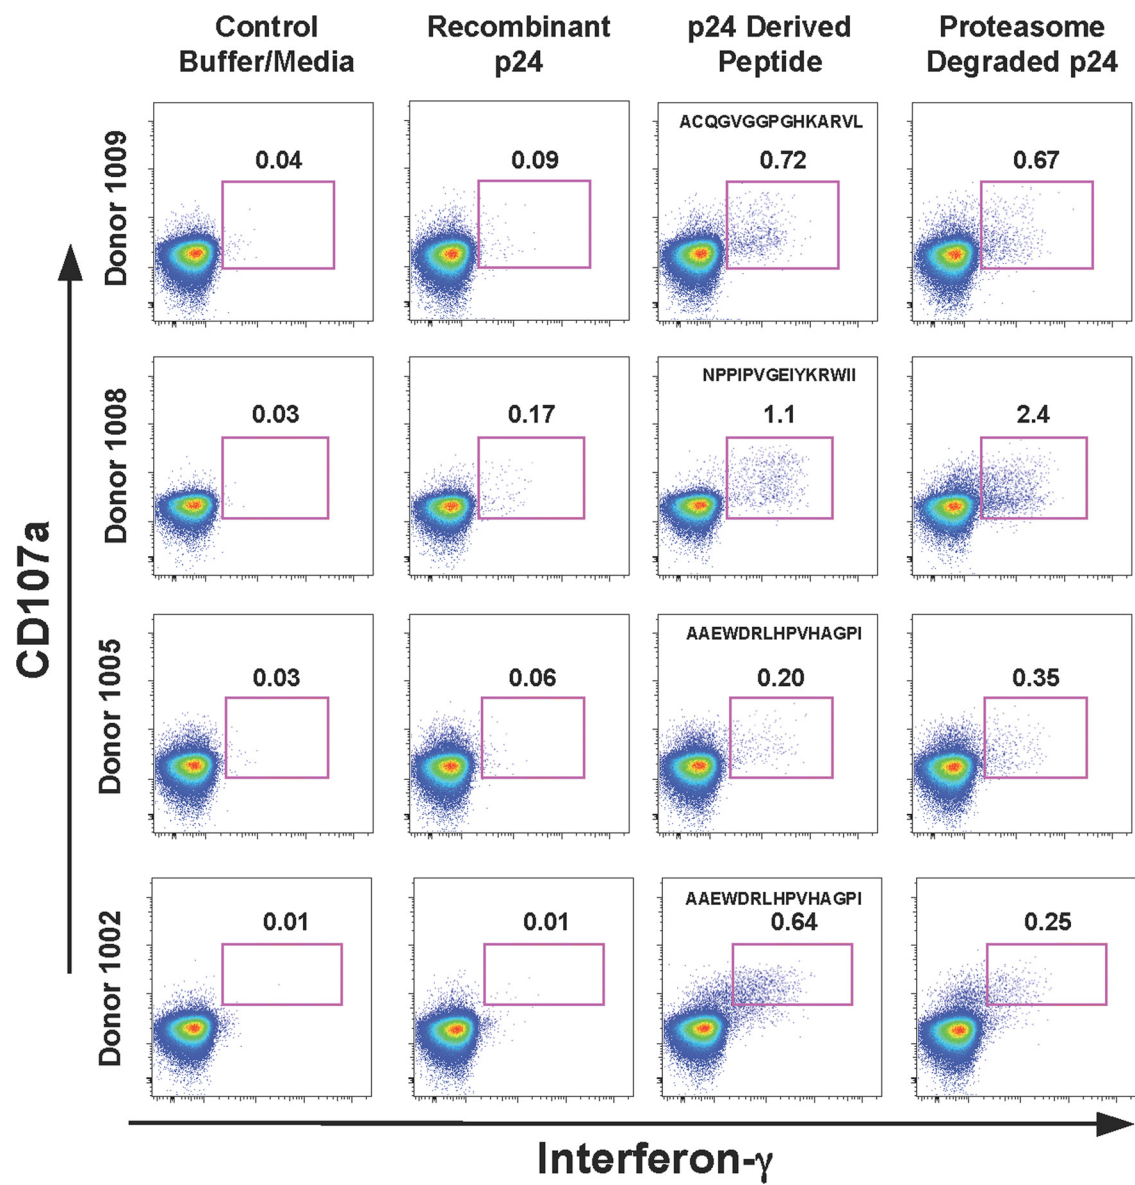 Control
Buffer/Media
Recombinant
p24
p24 Derived
Peptide
Proteasome
Degraded p24
Donor 1009
0.04
0.09
ACQGVGGPGHKARVL
0.72
0.67
Donor 1008
0.03
0.17
NPPIPVGEIYKRWII
1.1
2.4
Donor 1005
0.03
0.06
AAEWDRLHPVHAGPI
0.20
0.35
Donor 1002
0.01
0.01
AAEWDRLHPVHAGPI
0.64
0.25
CD107a
Interferon-γ